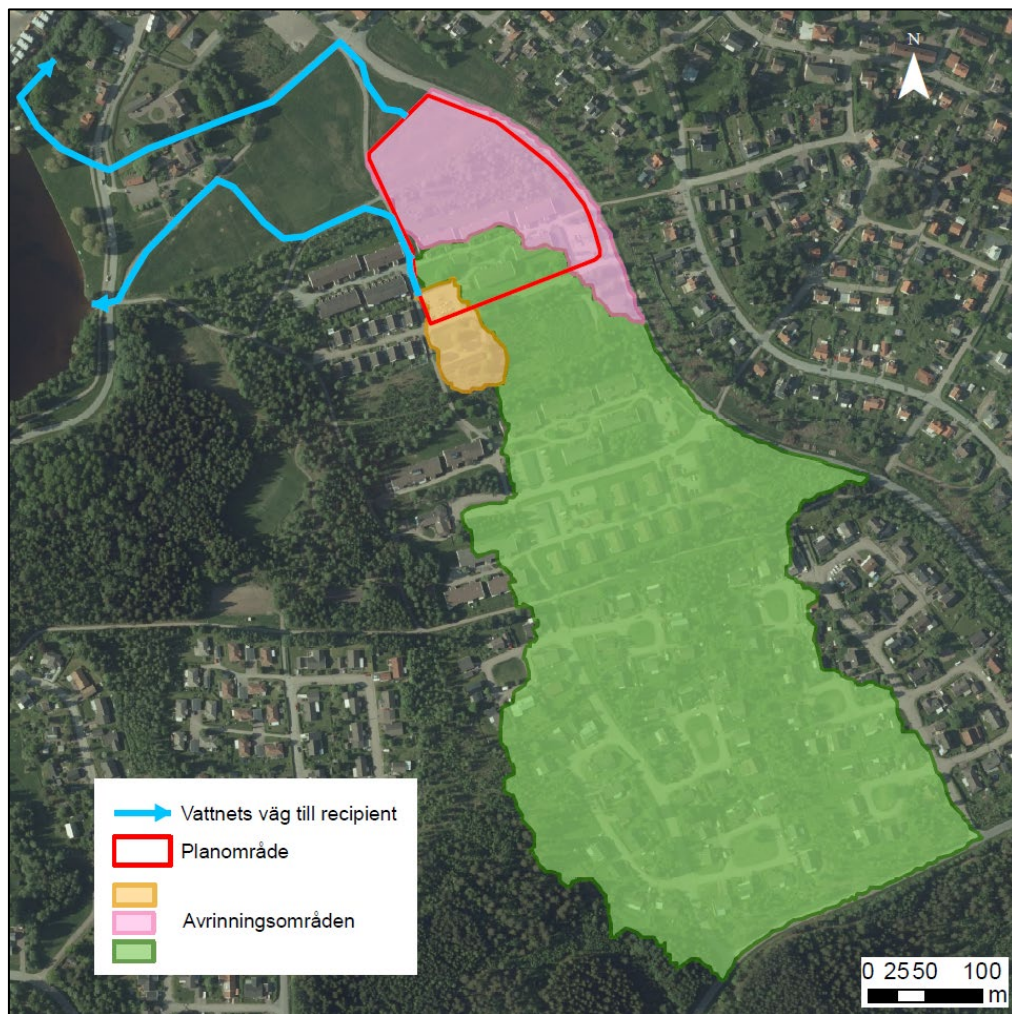 N
Vattnets väg till recipient
Planområde
Avrinningsområden
0 25 50 100
m